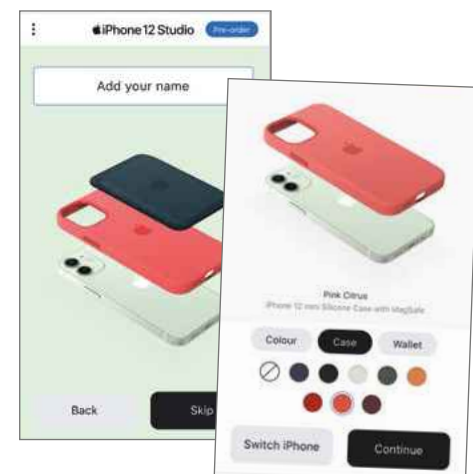 iPhone 12 Studio
Pre-order
Add your name
Back
Skip
Pink Citrus
iPhone 12 mini Silicone Case with MagSafe
Colour
Case
Wallet
Switch iPhone
Continue